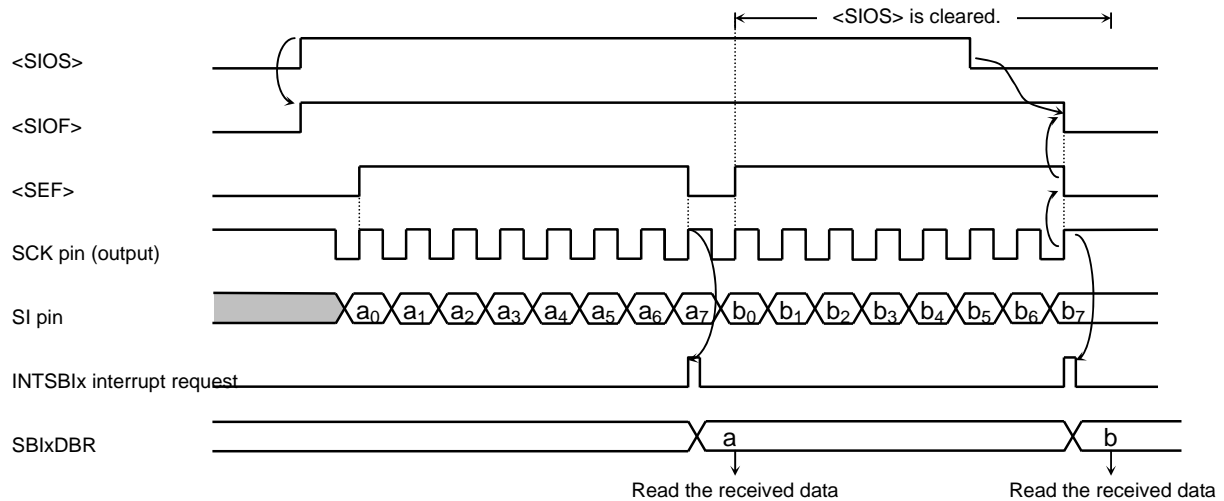 <SIOS> is cleared.
<SIOS>
<SIOF>
<SEF>
SCK pin (output)
SI pin
a0 a1 a2 a3 a4 a5 a6 a7 b0 b1 b2 b3 b4 b5 b6 b7
INTSBIx interrupt request
SBIxDBR
a b
Read the received data Read the received data